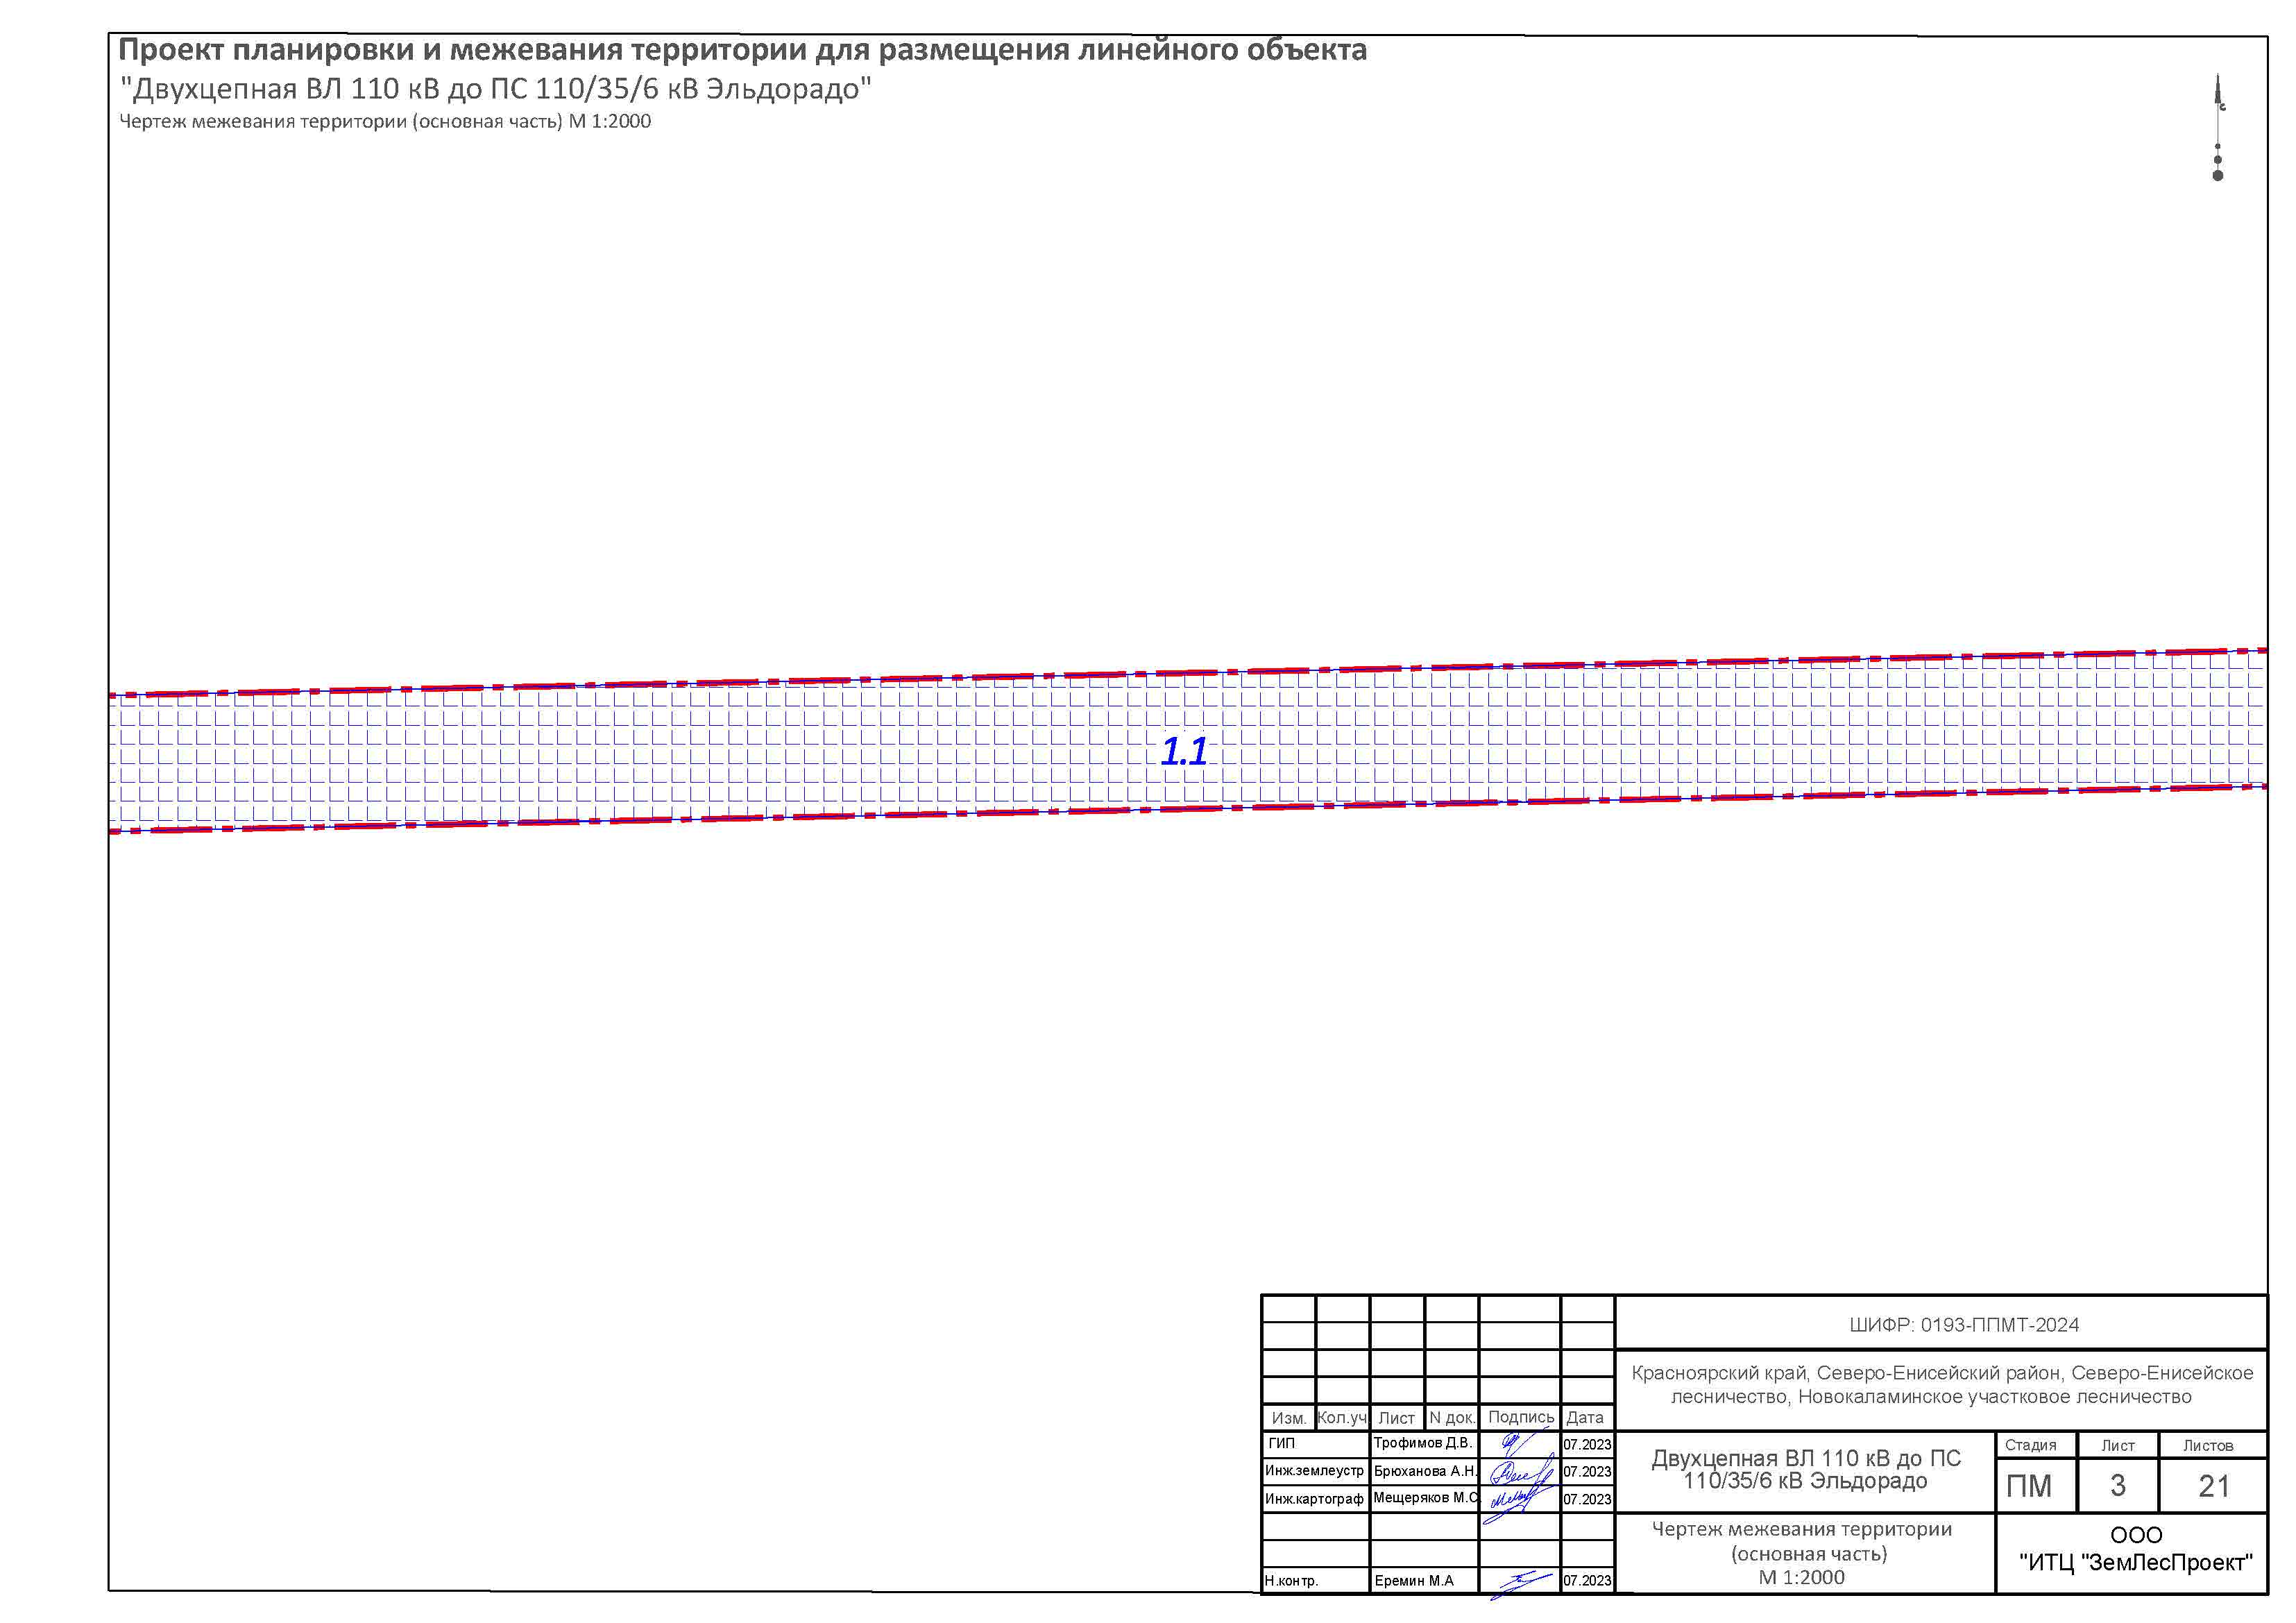 Проект планировки и межевания территории для размещения линейного объекта
"Двухцепная ВЛ 110 кВ до ПС 110/35/6 кВ Эльдорадо"
Чертеж межевания территории (основная часть) М 1:2000
с
1.1
ШИФР: 0193-ППМТ-2024
Красноярский край, Северо-Енисейский район, Северо-Енисейское
лесничество, Новокаламинское участковое лесничество
Изм. Кол.уч Лист N док. Подпись Дата
ГИП Трофимов Д.В. 07.2023
Инж.землеустр Брюханова А.Н. 07.2023
Инж.картограф Мещеряков М.С. 07.2023
Н.контр. Еремин М.А 07.2023
Двухцепная ВЛ 110 кВ до ПС
110/35/6 кВ Эльдорадо
Стадия Лист Листов
ПМ 3 21
Чертеж межевания территории
(основная часть)
М 1:2000
ООО
"ИТЦ "ЗемЛесПроект"